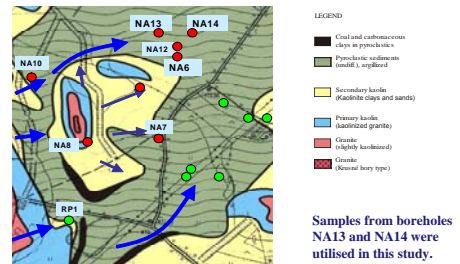 NA13
NA14
NA12
NA6
NA10
NA7
NA8
RP1
LEGEND
Coal and carbonaceous
clays in pyroclastics
Pyroclastic sediments
(undiff.), argillized
Secondary kaolin
(Kaolinite clays and sands)
Primary kaolin
(kaolinized granite)
Granite
(slightly kaolinized)
Granite
(Krusné hory type)
Samples from boreholes
NA13 and NA14 were
utilised in this study.